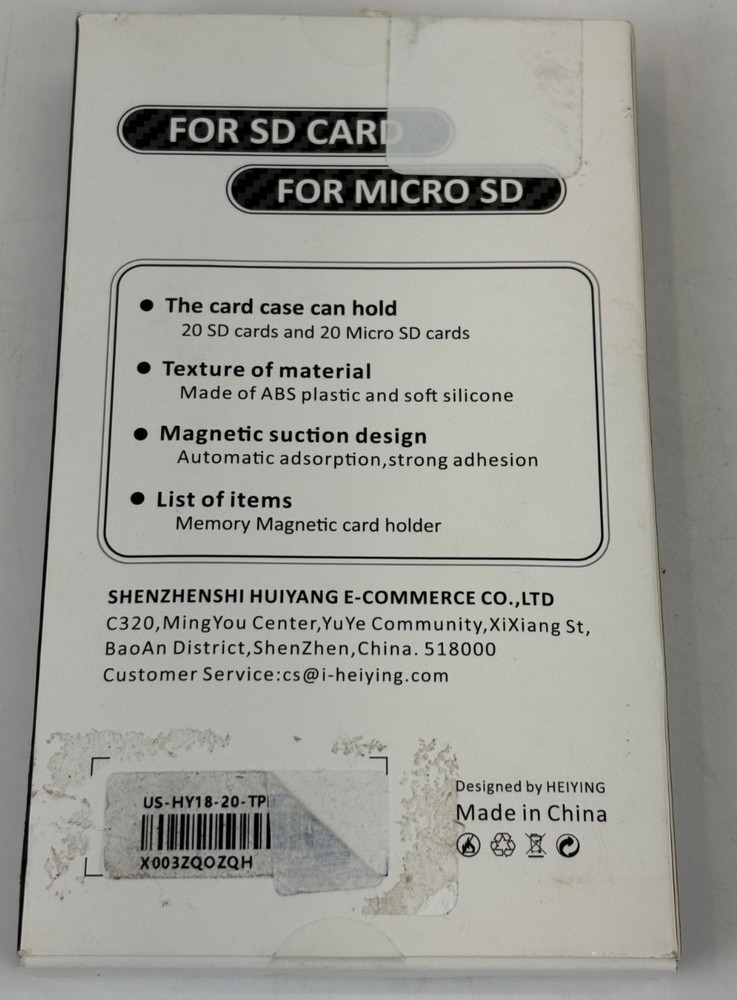 FOR SD CARD
FOR MICRO SD
● The card case can hold
20 SD cards and 20 Micro SD cards
● Texture of material
Made of ABS plastic and soft silicone
● Magnetic suction design
Automatic adsorption,strong adhesion
● List of items
Memory Magnetic card holder
SHENZHENSHI HUIYANG E-COMMERCE CO.,LTD
C320,MingYou Center,YuYe Community,XiXiang St,
BaoAn District,ShenZhen,China. 518000
Customer Service:cs@i-heiying.com
US-HY18-20-TP
X003ZQOZQH
Designed by HEIYING
Made in China